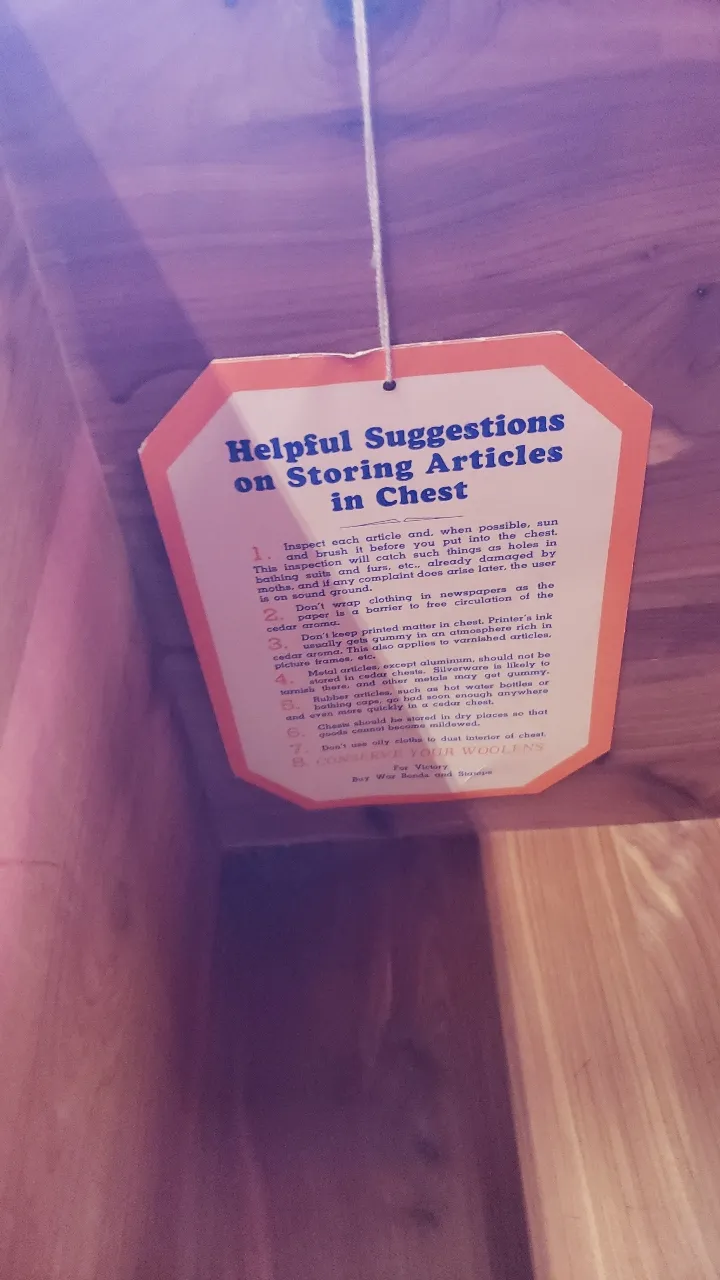 Helpful Suggestions
on Storing Articles
in Chest
1. Inspect each article and, when possible, sun
and brush it before you put into the chest.
This inspection will catch such things as holes in
bathing suits and furs, etc., already damaged by
moths, and if any complaint does arise later, the user
is on sound ground.
2. Don't wrap clothing in newspapers as the
paper is a barrier to free circulation of the
cedar aroma.
3. Don't keep printed matter in chest. Printer's ink
usually gets gummy in an atmosphere rich in
cedar aroma. This also applies to varnished articles,
picture frames, etc.
4. Metal articles, except aluminum, should not be
stored in cedar chests. Silverware is likely to
tarnish there, and other metals may get gummy.
5. Rubber articles, such as hot water bottles or
bathing caps, go bad soon enough anywhere
and even more quickly in a cedar chest.
6. Chests should be stored in dry places so that
goods cannot become mildewed.
7. Don't use oily cloths to dust interior of chest.
8. CONSERVE YOUR WOOLENS
For Victory
Buy War Bonds and Stamps